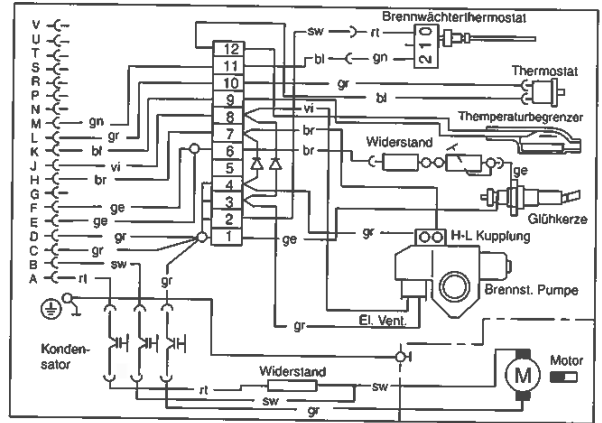 Brennwächterthermostat
V
U
T
S
R
P
N
M gn
L gr
K bl
J vi
H br
G
F ge
E ge
D gr
C gr
B sw
A rt
12
11
10
9
8
7
6
5
4
3
2
1
sw rt
bl gn
2 1 0
gr
Thermostat
bl
vi
Themperaturbegrenzer
br
Widerstand
br
ge
Glühkerze
ge
gr
H-L Kupplung
Brennst. Pumpe
gr
El. Vent.
gr
Konden-
sator
Widerstand
rt
sw
sw
gr
M
Motor